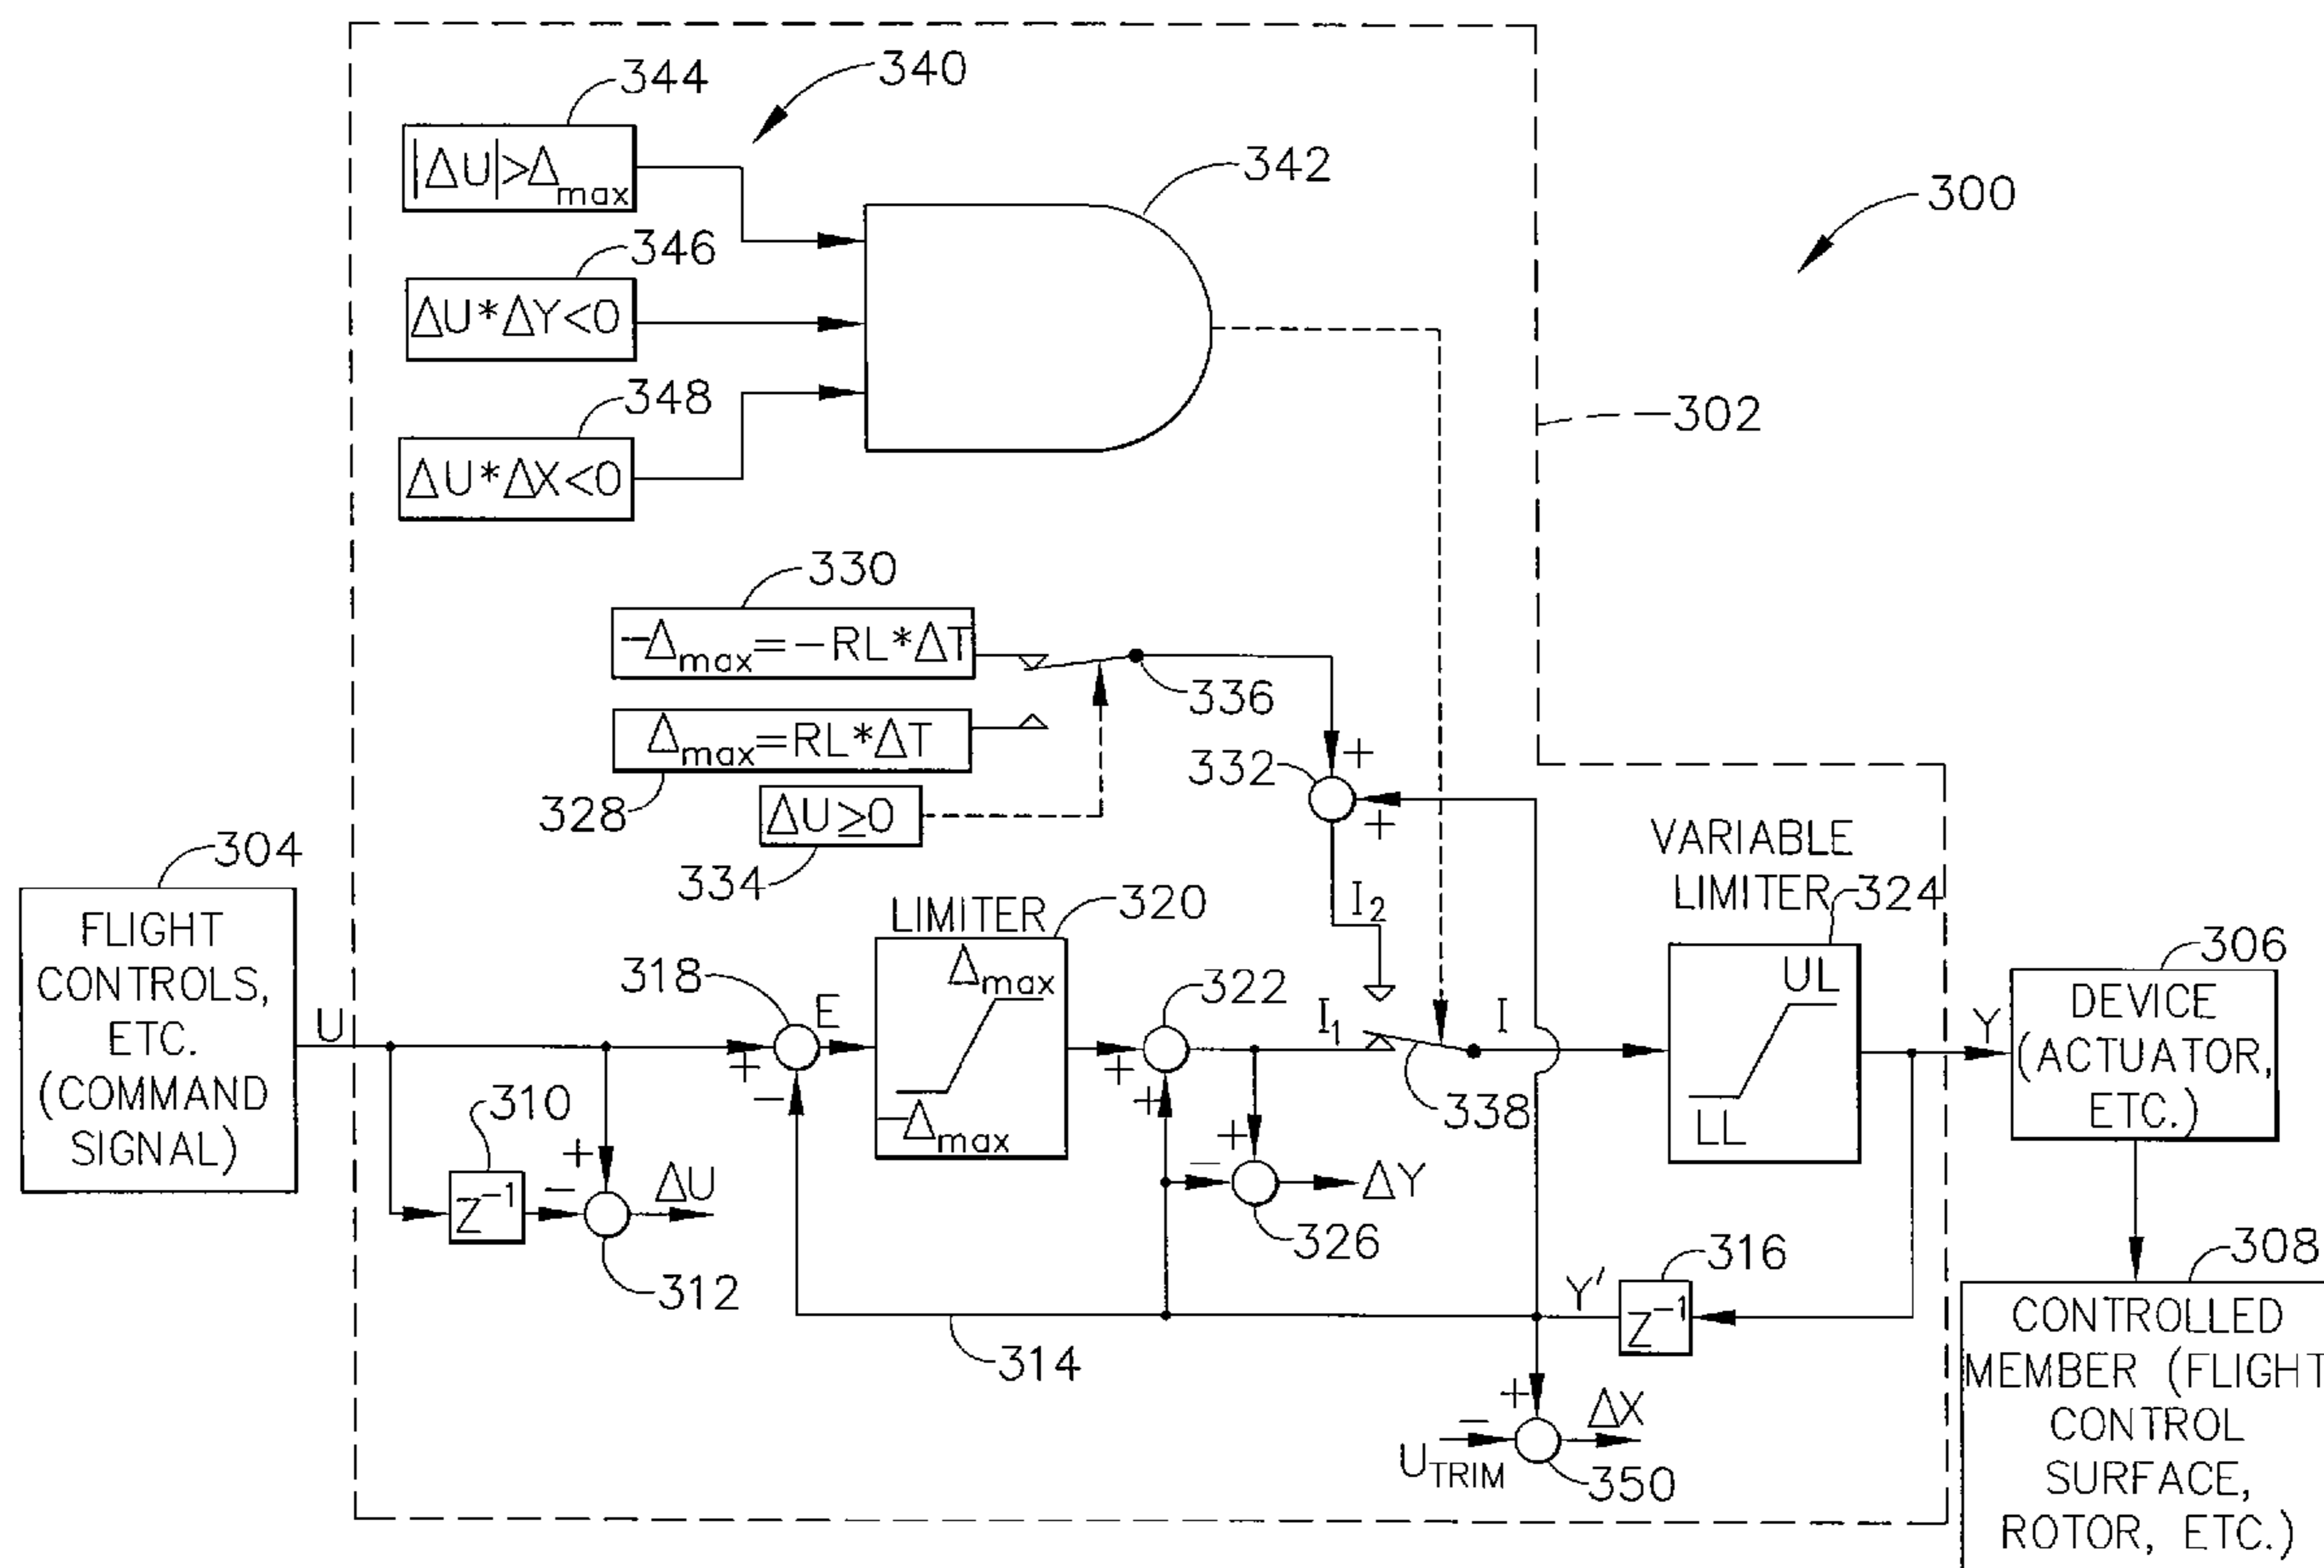 340
344
|ΔU|>Δmax
342
300
346
ΔU*ΔY<0
348
302
ΔU*ΔX<0
330
-Δmax=-RL*ΔT
336
Δmax=RL*ΔT
328
332
+
+
ΔU≥0
334
VARIABLE
LIMITER
324
304
FLIGHT
CONTROLS,
ETC.
(COMMAND
SIGNAL)
U
LIMITER
320
Δmax
-Δmax
318
E
+
-
322
+
+
I1
I2
I
338
UL
LL
Y
306
DEVICE
(ACTUATOR,
ETC.)
310
Z⁻¹
+
-
ΔU
312
+
-
ΔY
326
314
Y'
316
Z⁻¹
308
CONTROLLED
MEMBER (FLIGHT
CONTROL
SURFACE,
ROTOR, ETC.)
+
-
ΔX
UTRIM
350